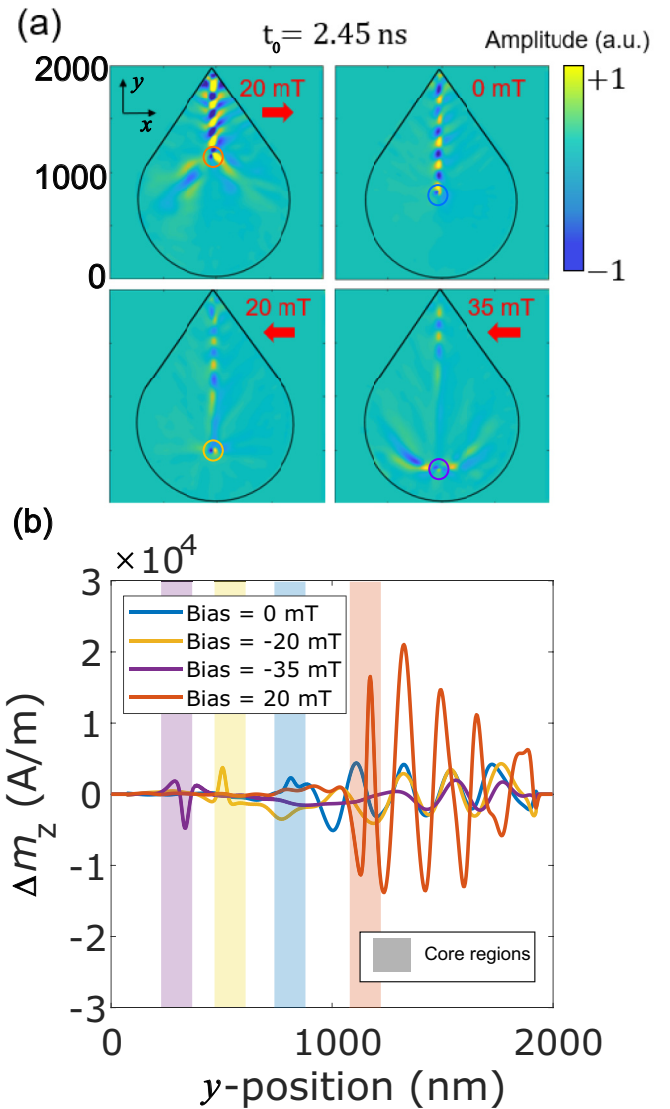 (a)
t₀= 2.45 ns
Amplitude (a.u.)
2000
1000
0
y
x
20 mT
0 mT
+1
−1
20 mT
35 mT
(b)
×10⁴
3
2
1
0
-1
-2
-3
Δm_z (A/m)
Bias = 0 mT
Bias = -20 mT
Bias = -35 mT
Bias = 20 mT
Core regions
0
1000
2000
y-position (nm)